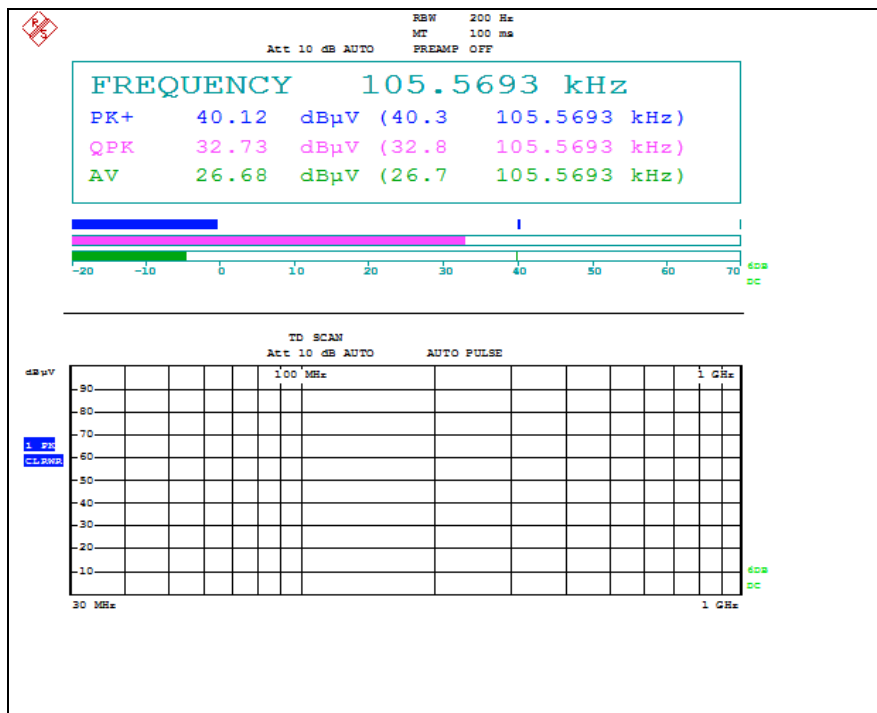 RBW 200 Hz
MT 100 ms
Att 10 dB AUTO PREAMP OFF
RS
FREQUENCY 105.5693 kHz
PK+ 40.12 dBµV (40.3 105.5693 kHz)
QPK 32.73 dBµV (32.8 105.5693 kHz)
AV 26.68 dBµV (26.7 105.5693 kHz)
-20 -10 0 10 20 30 40 50 60 70
6DB
DC
TD SCAN
Att 10 dB AUTO AUTO PULSE
dBµV
100 MHz 1 GHz
90
80
70
1 PK
CLRWR
60
50
40
30
20
10
6DB
DC
30 MHz 1 GHz